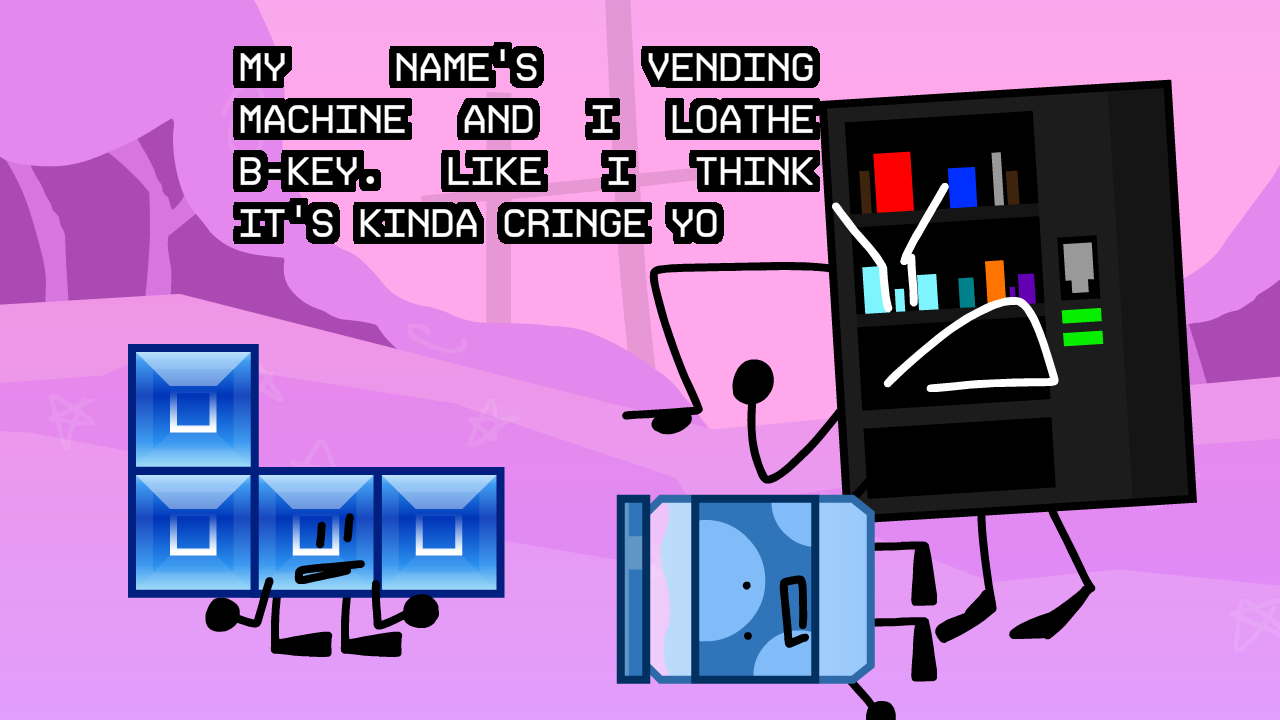 MY NAME'S VENDING
MACHINE AND I LOATHE
B-KEY. LIKE I THINK
IT'S KINDA CRINGE YO